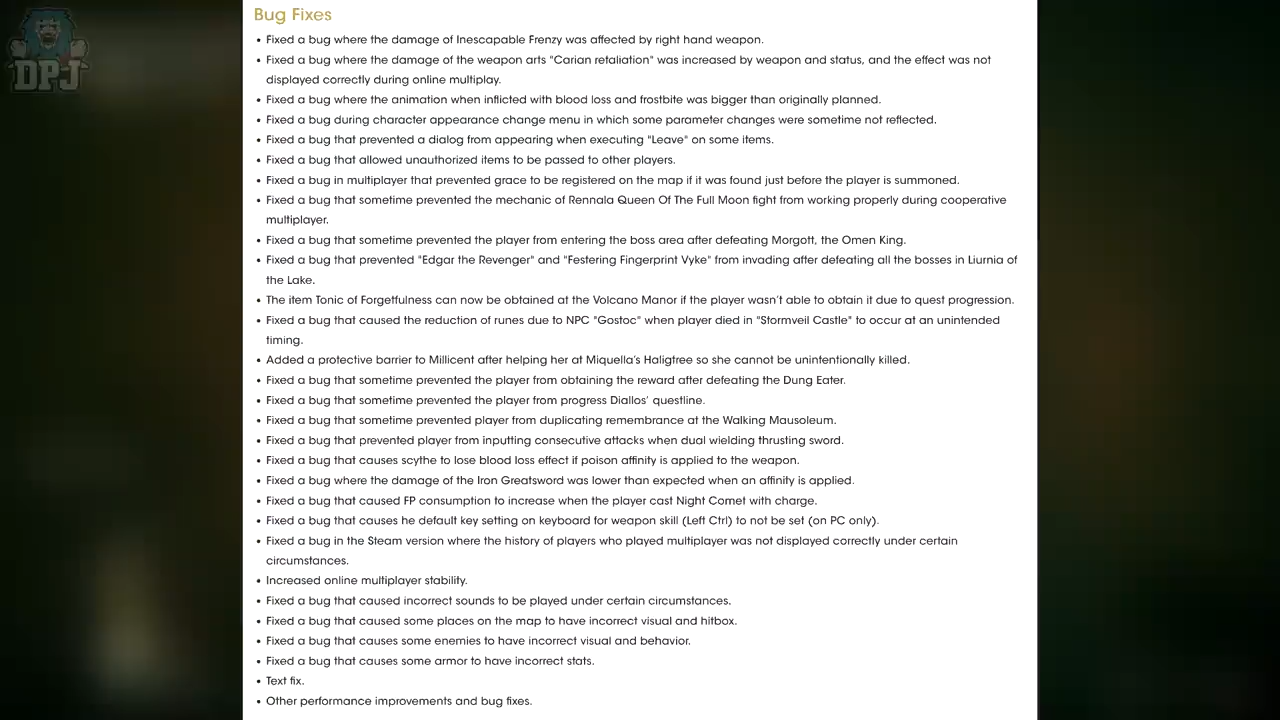 DPJ
Bug Fixes
• Fixed a bug where the damage of Inescapable Frenzy was affected by right hand weapon.
• Fixed a bug where the damage of the weapon arts "Carian retaliation" was increased by weapon and status, and the effect was not
displayed correctly during online multiplay.
• Fixed a bug where the animation when inflicted with blood loss and frostbite was bigger than originally planned.
• Fixed a bug during character appearance change menu in which some parameter changes were sometime not reflected.
• Fixed a bug that prevented a dialog from appearing when executing "Leave" on some items.
• Fixed a bug that allowed unauthorized items to be passed to other players.
• Fixed a bug in multiplayer that prevented grace to be registered on the map if it was found just before the player is summoned.
• Fixed a bug that sometime prevented the mechanic of Rennala Queen Of The Full Moon fight from working properly during cooperative
multiplayer.
• Fixed a bug that sometime prevented the player from entering the boss area after defeating Morgott, the Omen King.
• Fixed a bug that prevented "Edgar the Revenger" and "Festering Fingerprint Vyke" from invading after defeating all the bosses in Liurnia of
the Lake.
• The item Tonic of Forgetfulness can now be obtained at the Volcano Manor if the player wasn't able to obtain it due to quest progression.
• Fixed a bug that caused the reduction of runes due to NPC "Gostoc" when player died in "Stormveil Castle" to occur at an unintended
timing.
• Added a protective barrier to Millicent after helping her at Miquella's Haligtree so she cannot be unintentionally killed.
• Fixed a bug that sometime prevented the player from obtaining the reward after defeating the Dung Eater.
• Fixed a bug that sometime prevented the player from progress Diallos' questline.
• Fixed a bug that sometime prevented player from duplicating remembrance at the Walking Mausoleum.
• Fixed a bug that prevented player from inputting consecutive attacks when dual wielding thrusting sword.
• Fixed a bug that causes scythe to lose blood loss effect if poison affinity is applied to the weapon.
• Fixed a bug where the damage of the Iron Greatsword was lower than expected when an affinity is applied.
• Fixed a bug that caused FP consumption to increase when the player cast Night Comet with charge.
• Fixed a bug that causes he default key setting on keyboard for weapon skill (Left Ctrl) to not be set (on PC only).
• Fixed a bug in the Steam version where the history of players who played multiplayer was not displayed correctly under certain
circumstances.
• Increased online multiplayer stability.
• Fixed a bug that caused incorrect sounds to be played under certain circumstances.
• Fixed a bug that caused some places on the map to have incorrect visual and hitbox.
• Fixed a bug that causes some enemies to have incorrect visual and behavior.
• Fixed a bug that causes some armor to have incorrect stats.
• Text fix.
• Other performance improvements and bug fixes.